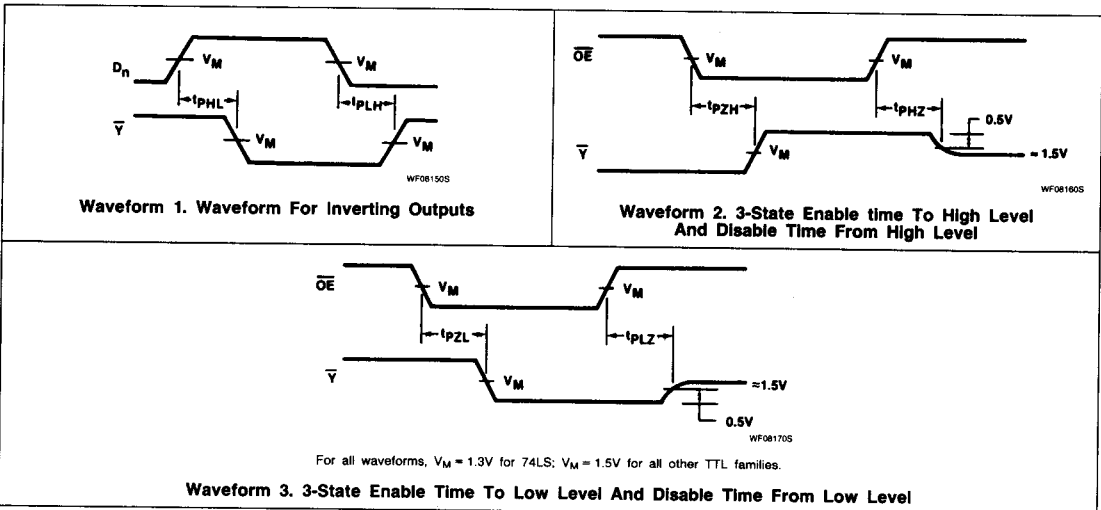 Dn
VM
VM
tPHL
tPLH
Y
VM
VM
WF08150S
Waveform 1. Waveform For Inverting Outputs
OE
VM
VM
tPZH
tPHZ
0.5V
Y
VM
≈1.5V
WF08160S
Waveform 2. 3-State Enable time To High Level
And Disable Time From High Level
OE
VM
VM
tPZL
tPLZ
Y
VM
≈1.5V
0.5V
WF08170S
For all waveforms, VM = 1.3V for 74LS; VM = 1.5V for all other TTL families.
Waveform 3. 3-State Enable Time To Low Level And Disable Time From Low Level